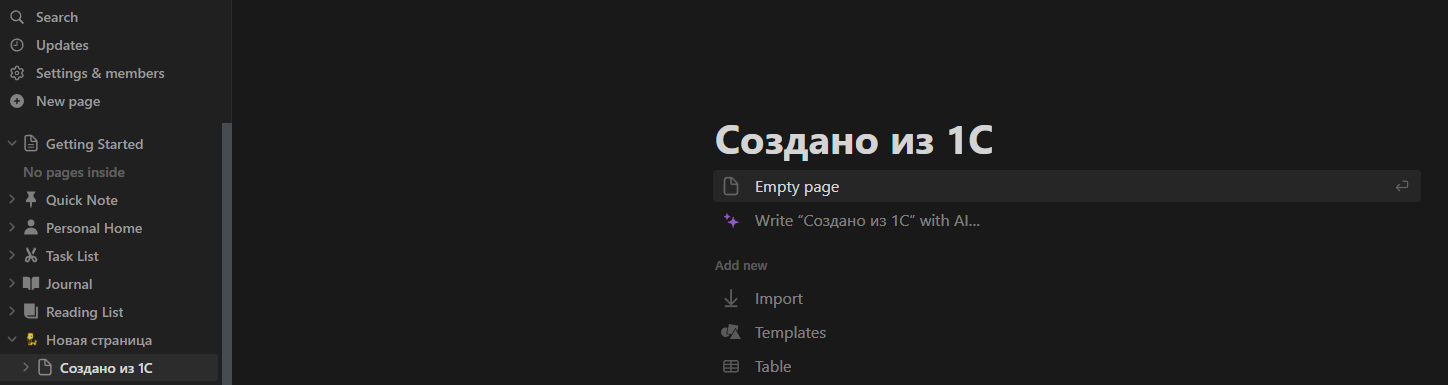 Search
Updates
Settings & members
New page
Getting Started
No pages inside
Quick Note
Personal Home
Task List
Journal
Reading List
Новая страница
Создано из 1С
Создано из 1С
Empty page
Write "Создано из 1С" with AI...
Add new
Import
Templates
Table